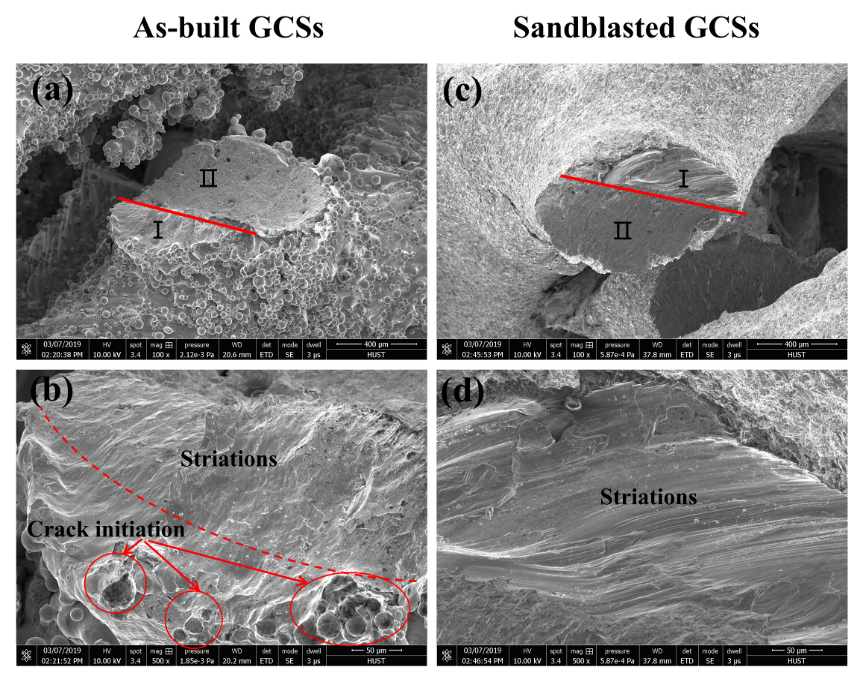 As-built GCSs
Sandblasted GCSs
(a)
II
I
03/07/2019 HV spot mag pressure WD det mode dwell 400 µm
02:20:38 PM 10.00 kV 3.4 100 x 2.12e-3 Pa 20.6 mm ETD SE 3 µs HUST
(c)
I
II
03/07/2019 HV spot mag pressure WD det mode dwell 400 µm
02:45:53 PM 10.00 kV 3.4 100 x 5.87e-4 Pa 37.8 mm ETD SE 3 µs HUST
(b)
Striations
Crack initiation
03/07/2019 HV spot mag pressure WD det mode dwell 50 µm
02:21:52 PM 10.00 kV 3.4 500 x 1.85e-3 Pa 20.2 mm ETD SE 3 µs HUST
(d)
Striations
03/07/2019 HV spot mag pressure WD det mode dwell 50 µm
02:46:54 PM 10.00 kV 3.4 500 x 5.87e-4 Pa 37.8 mm ETD SE 3 µs HUST